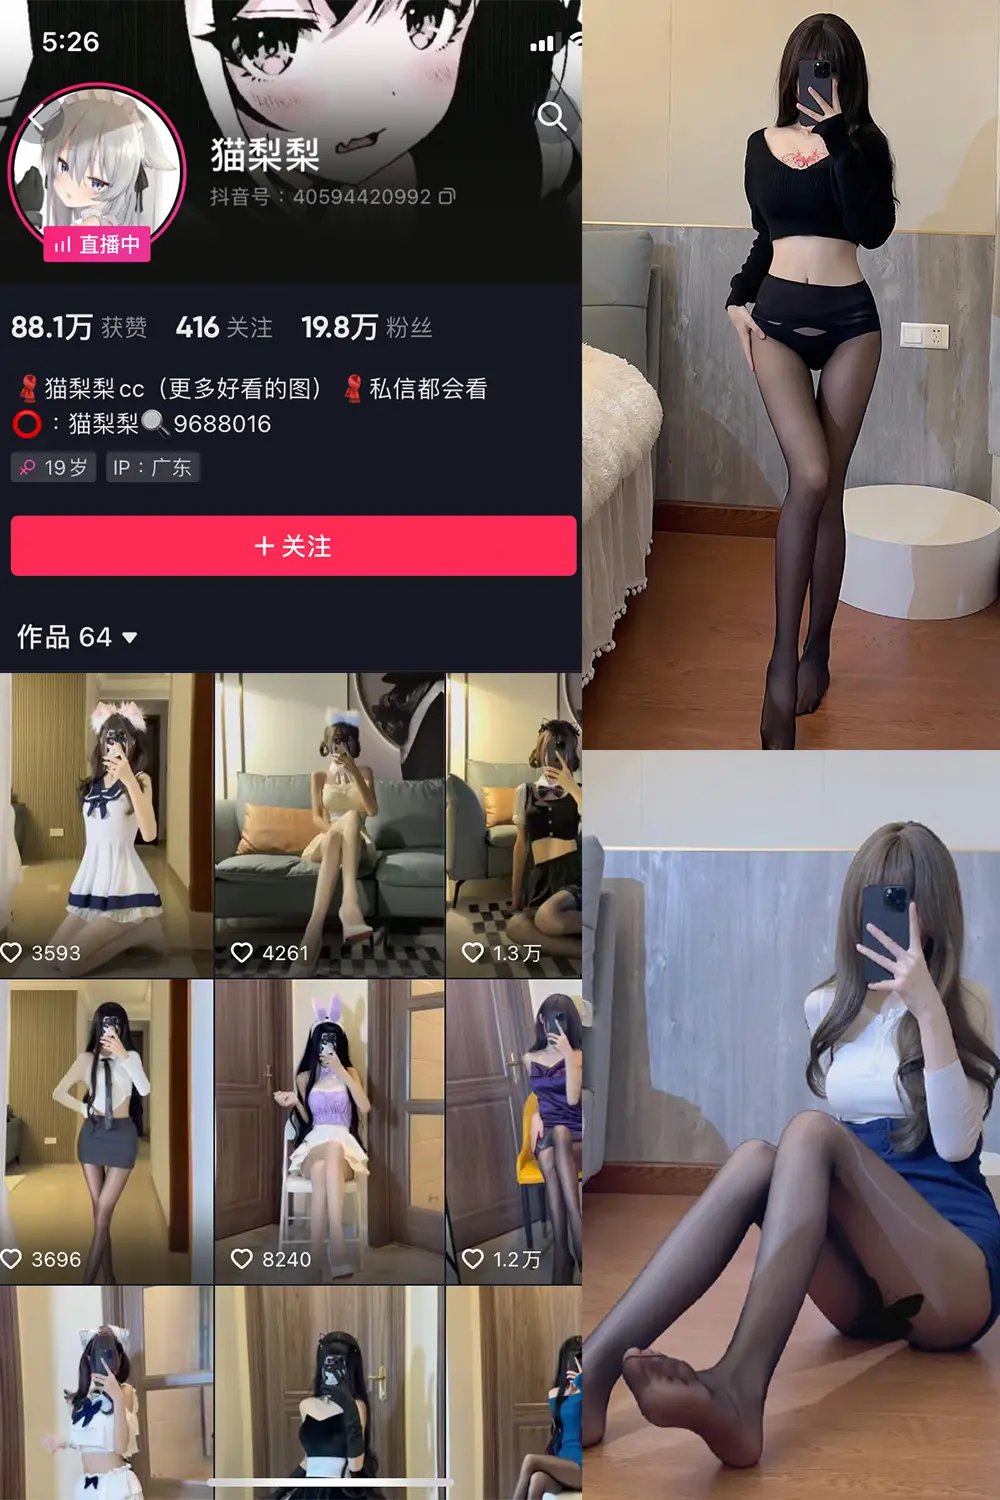 5:26
猫梨梨
抖音号：40594420992
直播中
88.1万 获赞 416 关注 19.8万 粉丝
猫梨梨cc（更多好看的图） 私信都会看
：猫梨梨🔍9688016
19岁 IP：广东
+ 关注
作品 64
3593 4261 1.3万
3696 8240 1.2万